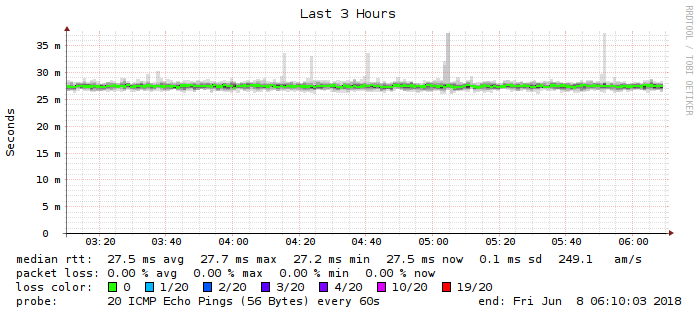 Last 3 Hours
RRDTOOL / TOBI OETIKER
Seconds
35 m
30 m
25 m
20 m
15 m
10 m
5 m
0
03:20 03:40 04:00 04:20 04:40 05:00 05:20 05:40 06:00
median rtt: 27.5 ms avg 27.7 ms max 27.2 ms min 27.5 ms now 0.1 ms sd 249.1 am/s
packet loss: 0.00 % avg 0.00 % max 0.00 % min 0.00 % now
loss color: 0 1/20 2/20 3/20 4/20 10/20 19/20
probe: 20 ICMP Echo Pings (56 Bytes) every 60s end: Fri Jun 8 06:10:03 2018